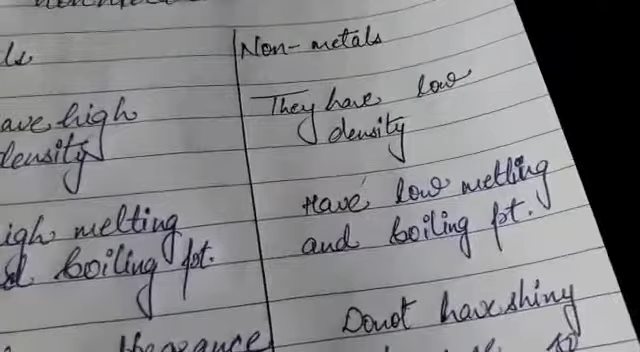 ls
Non-metals
ave high
density
They have low
density
igh melting
d boiling pt.
Have low melting
and boiling pt.
Donot have shiny